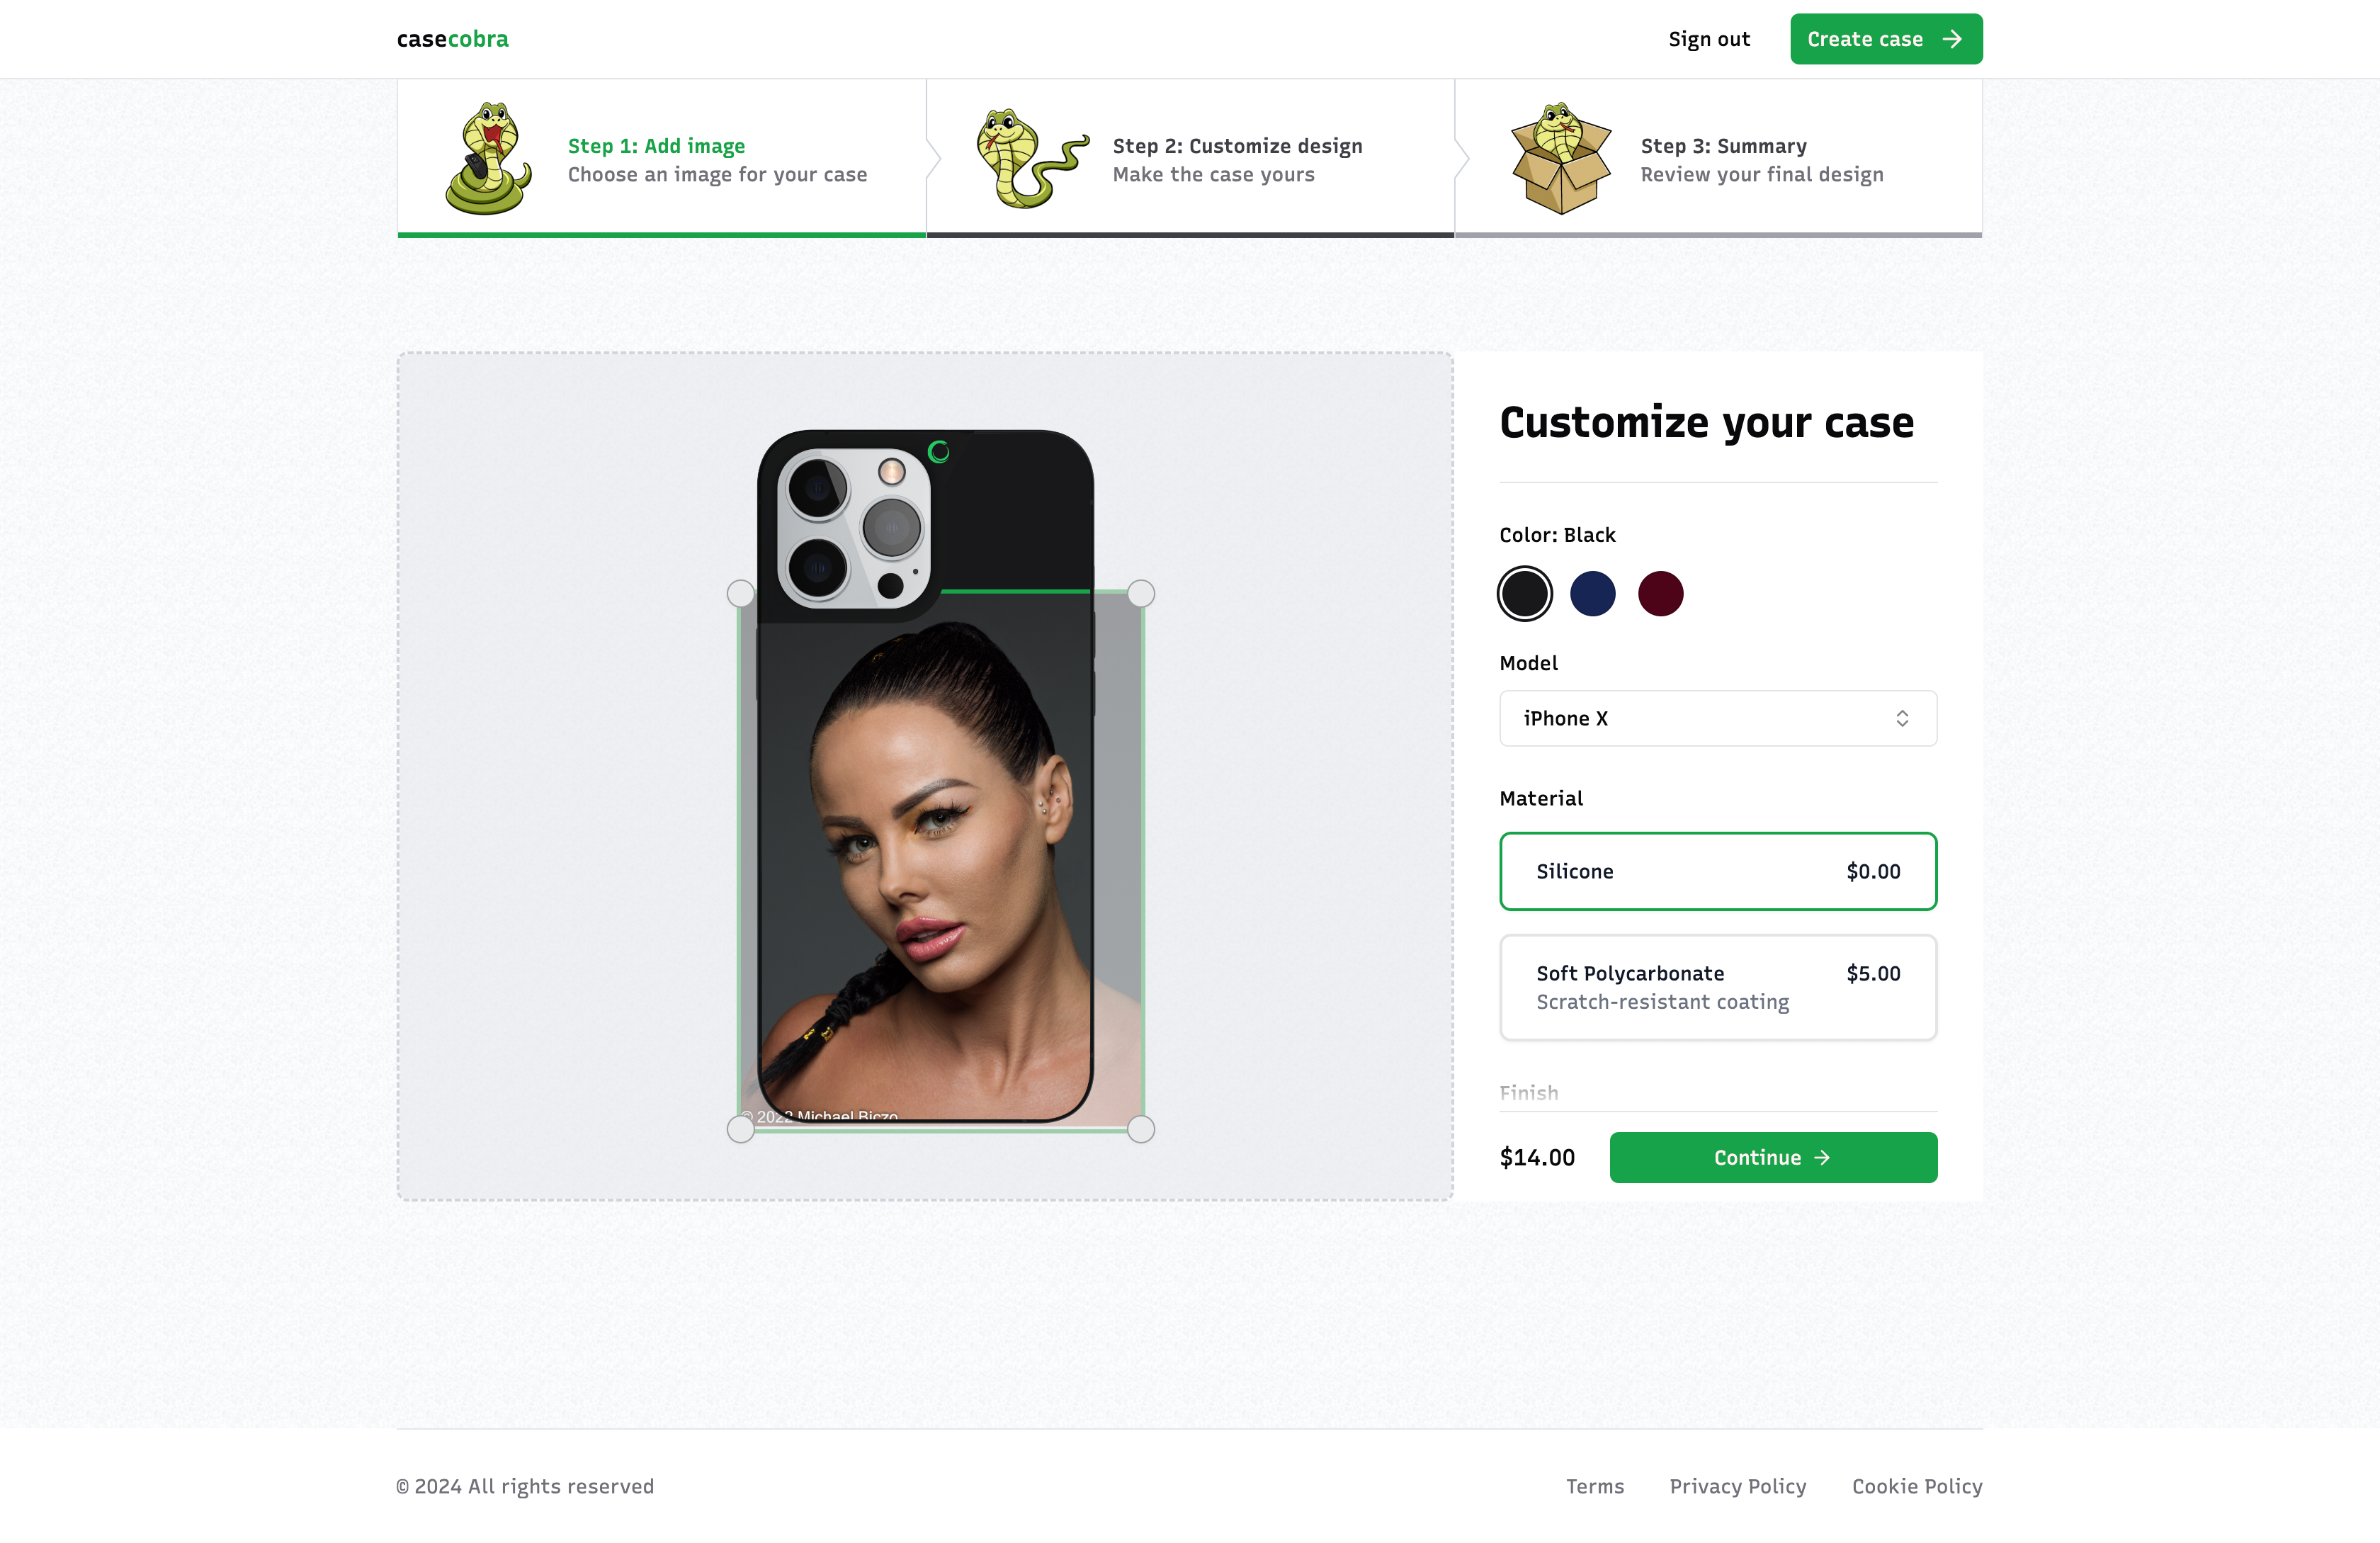 casecobra
Sign out
Create case
Step 1: Add image
Choose an image for your case
Step 2: Customize design
Make the case yours
Step 3: Summary
Review your final design
© 2022 Michael Biczo
Customize your case
Color: Black
Model
iPhone X
Material
Silicone
$0.00
Soft Polycarbonate
$5.00
Scratch-resistant coating
Finish
$14.00
Continue
© 2024 All rights reserved
Terms
Privacy Policy
Cookie Policy